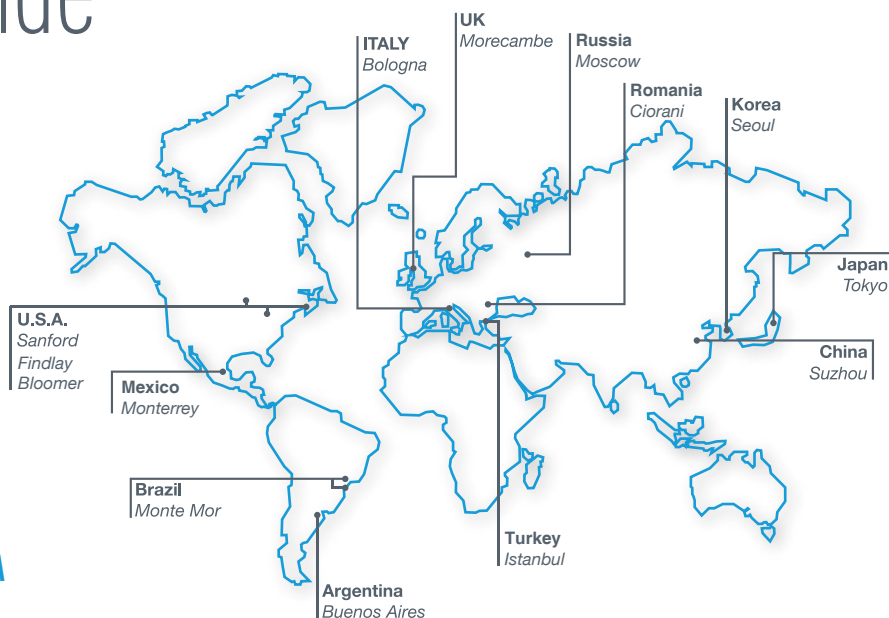 UK
Morecambe
ITALY
Bologna
Russia
Moscow
Romania
Ciorani
Korea
Seoul
Japan
Tokyo
U.S.A.
Sanford
Findlay
Bloomer
China
Suzhou
Mexico
Monterrey
Brazil
Monte Mor
Turkey
Istanbul
Argentina
Buenos Aires